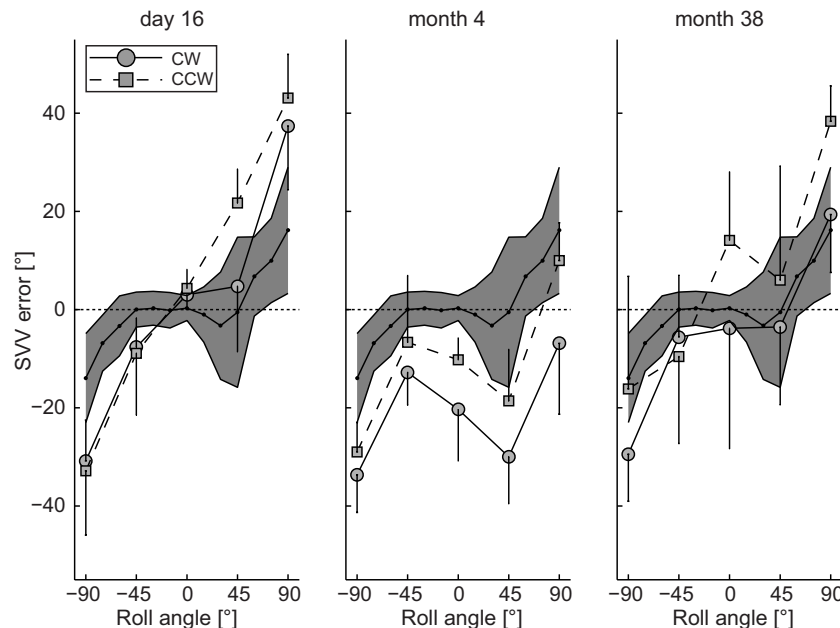 day 16
month 4
month 38
CW
CCW
SVV error [°]
40
20
0
−20
−40
−90 −45 0 45 90
−90 −45 0 45 90
−90 −45 0 45 90
Roll angle [°]
Roll angle [°]
Roll angle [°]